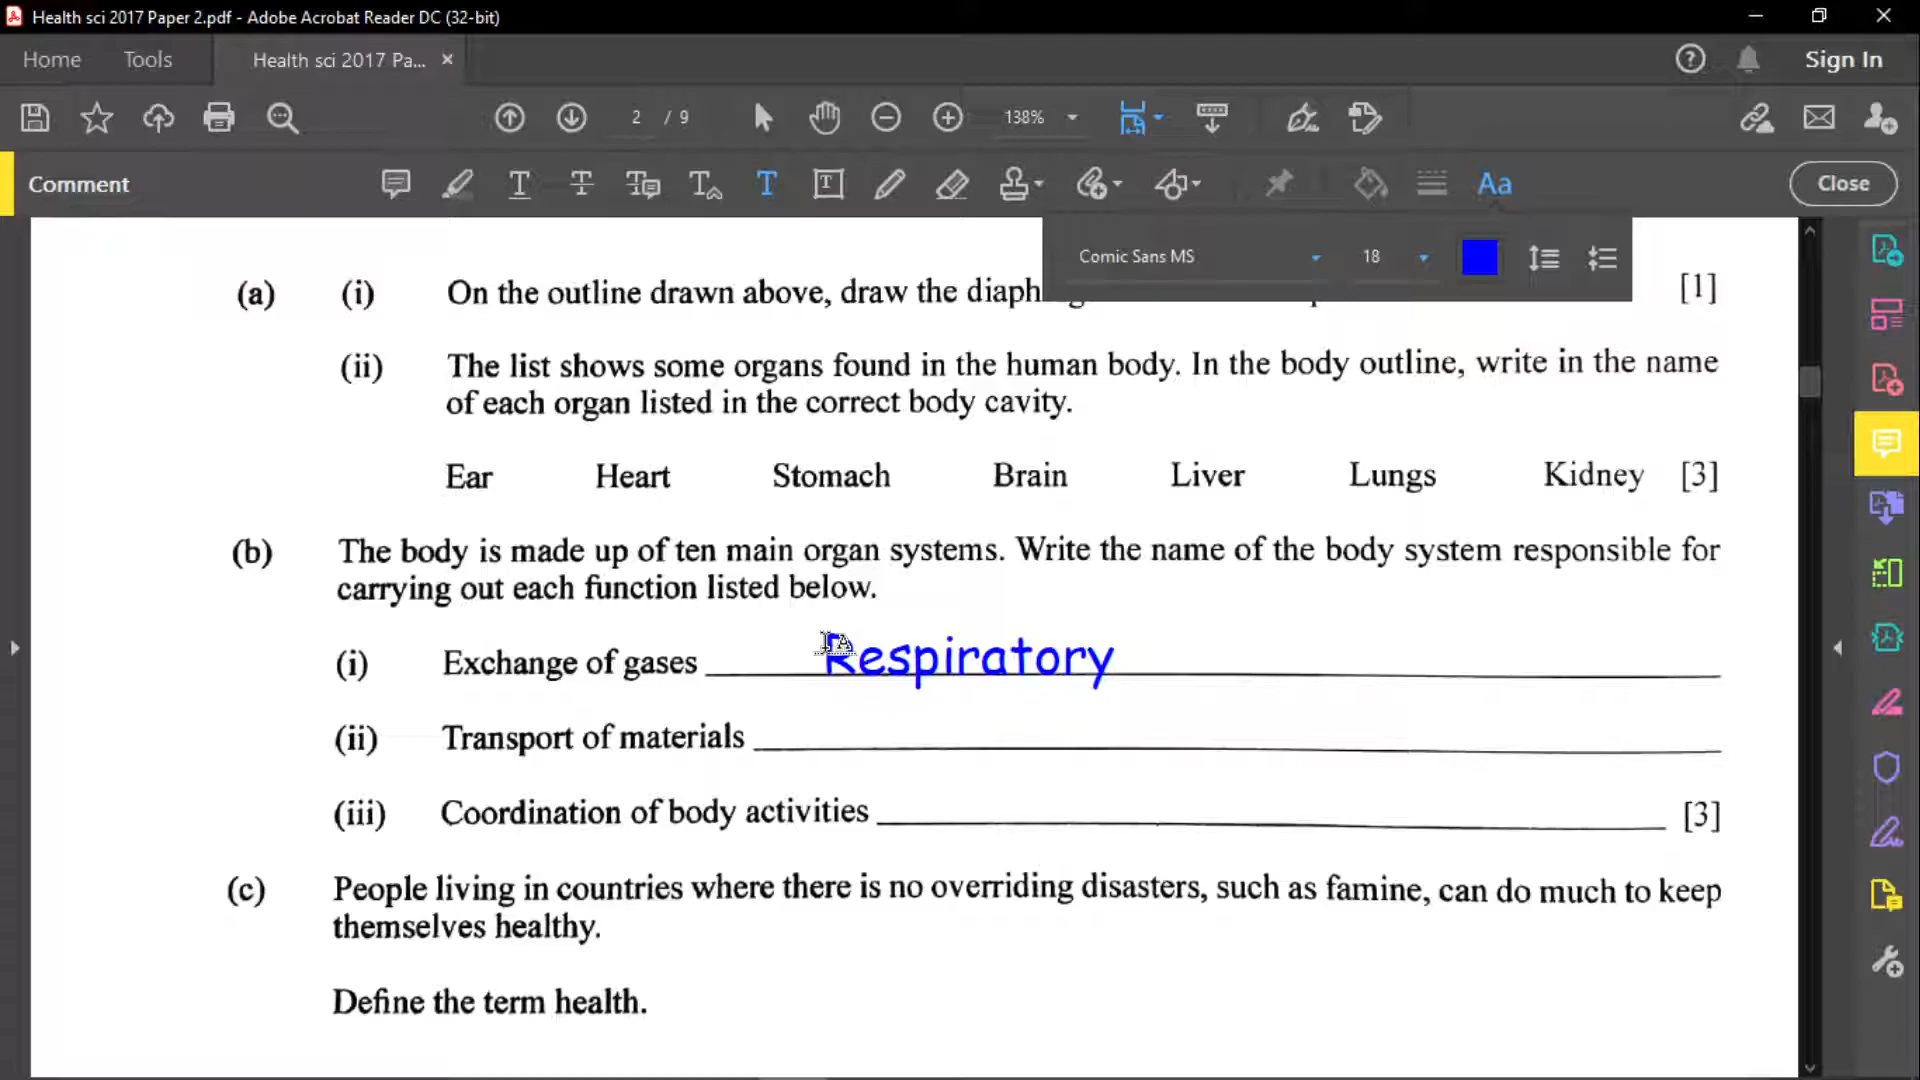 Health sci 2017 Paper 2.pdf - Adobe Acrobat Reader DC (32-bit)
Home Tools Health sci 2017 Pa... × Sign In
2 / 9 138%
Comment Aa Close
Comic Sans MS 18
(a) (i) On the outline drawn above, draw the [1]
(ii) The list shows some organs found in the human body. In the body outline, write in the name
of each organ listed in the correct body cavity.
Ear Heart Stomach Brain Liver Lungs Kidney [3]
(b) The body is made up of ten main organ systems. Write the name of the body system responsible for
carrying out each function listed below.
(i) Exchange of gases Respiratory
(ii) Transport of materials
(iii) Coordination of body activities [3]
(c) People living in countries where there is no overriding disasters, such as famine, can do much to keep
themselves healthy.
Define the term health.